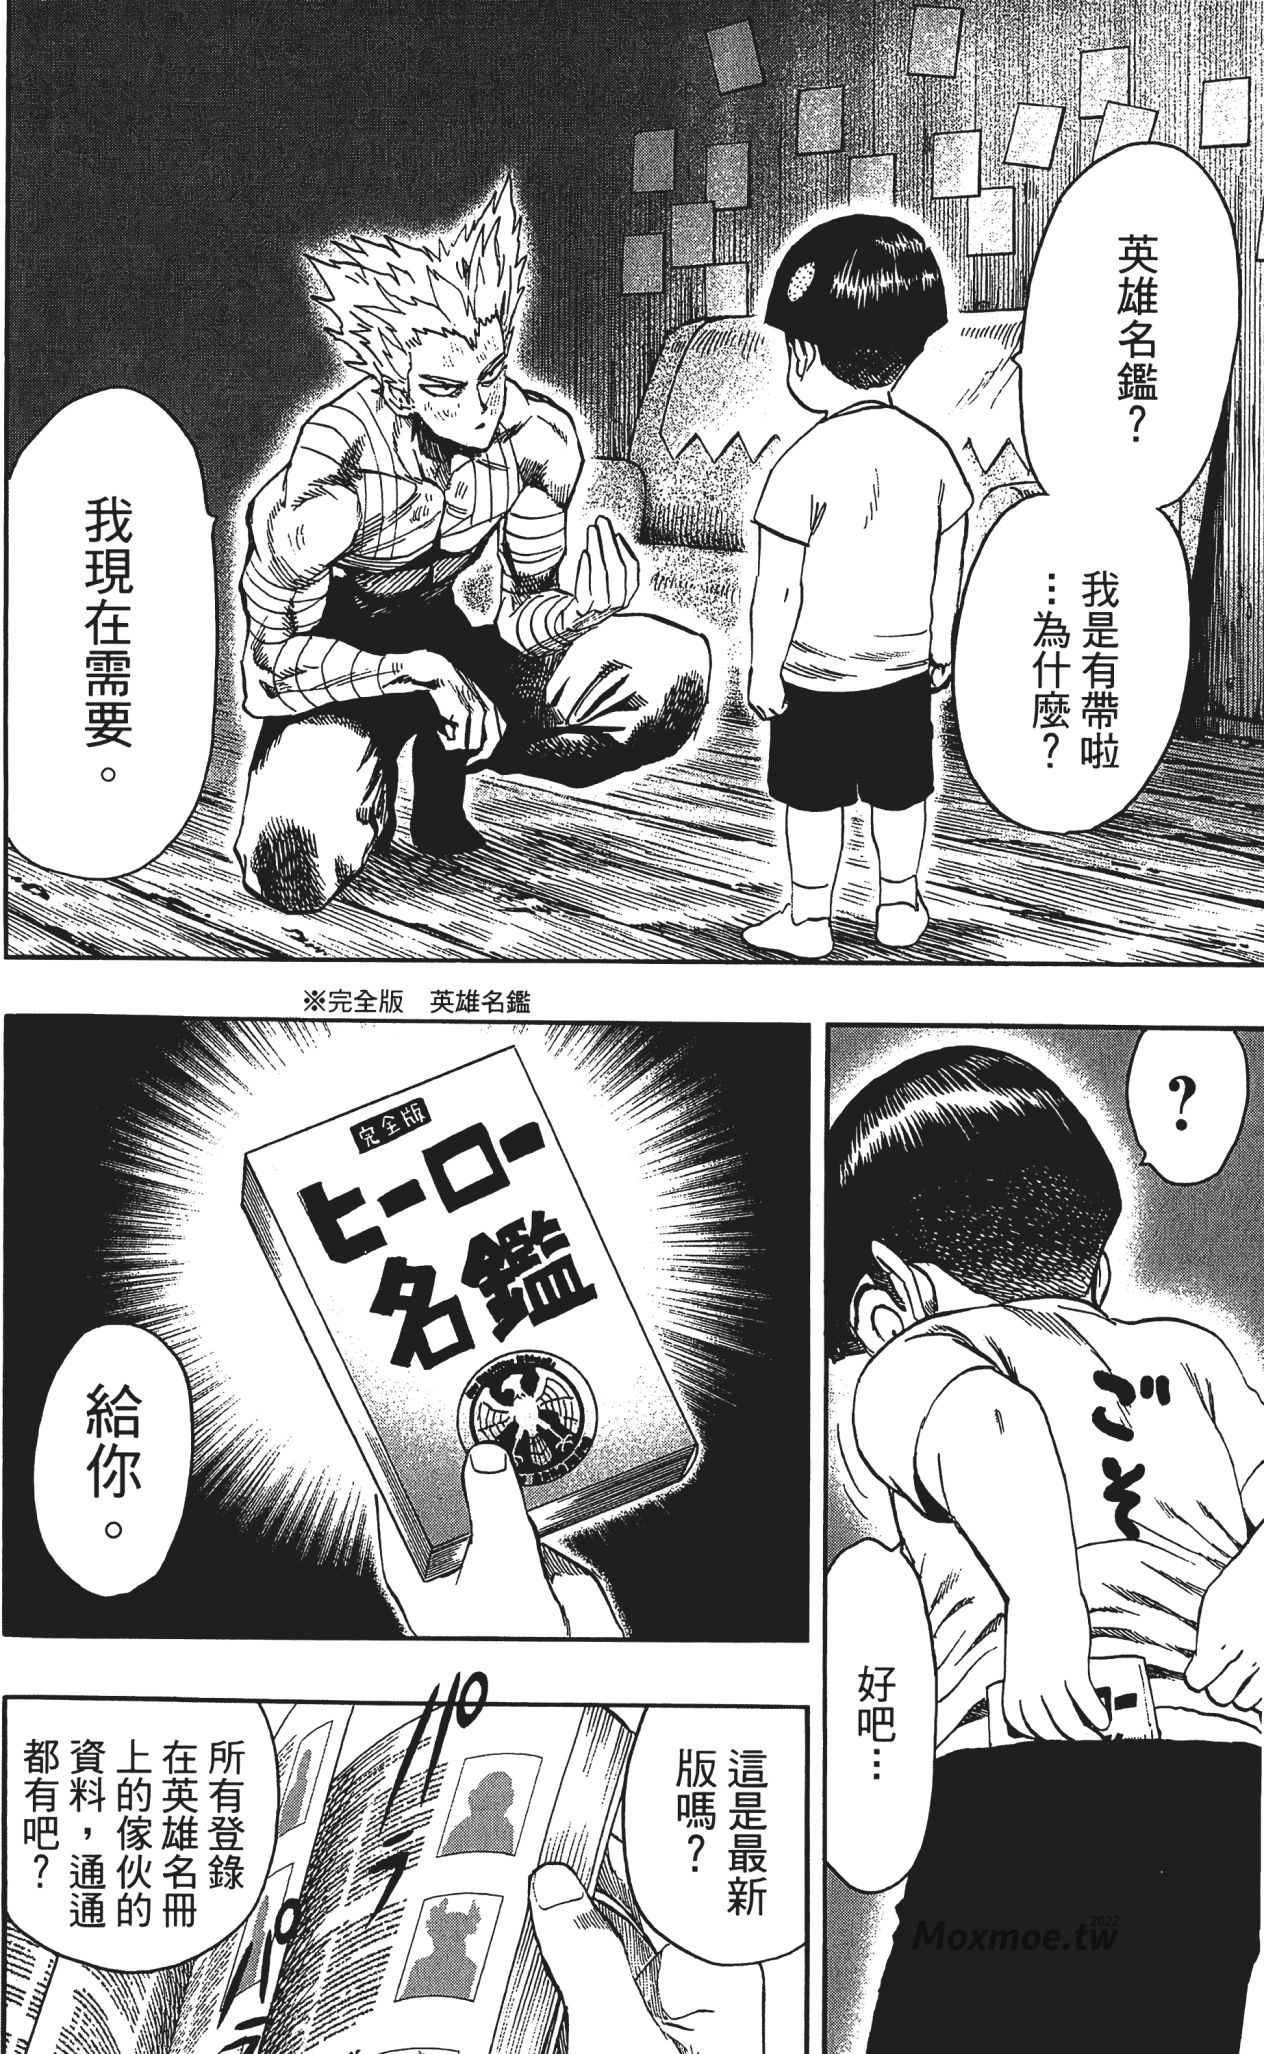 英雄名鑑？
我是有帶啦
…為什麼？
我現在需要。
？
ごそ
好吧…
※完全版　英雄名鑑
完全版
ヒーロー
名鑑
給你。
這是最新
版嗎？
パラ
パラ
所有登錄
在英雄名冊
上的傢伙的
資料，通通
都有吧？
Moxmoe.tw
2022